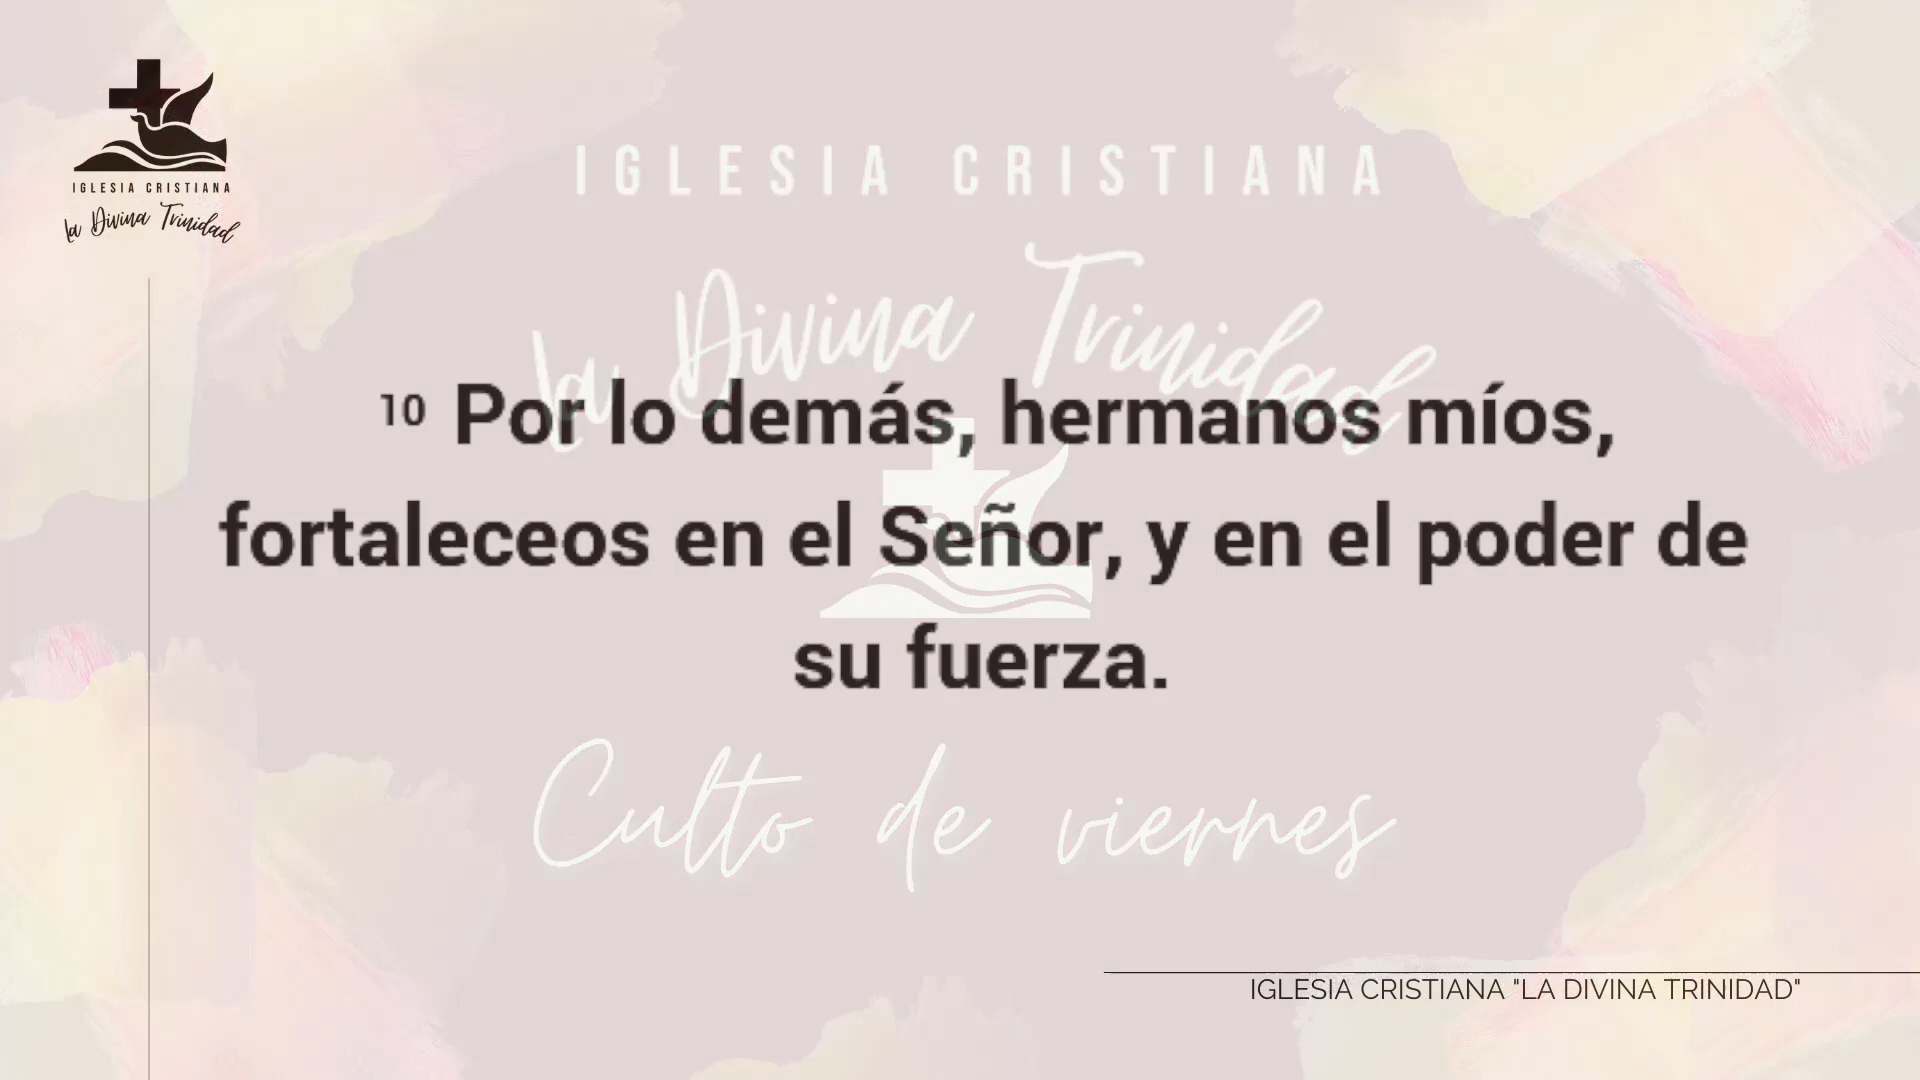 IGLESIA CRISTIANA
la Divina Trinidad
IGLESIA CRISTIANA
la Divina Trinidad
10 Por lo demás, hermanos míos,
fortaleceos en el Señor, y en el poder de
su fuerza.
Culto de viernes
IGLESIA CRISTIANA "LA DIVINA TRINIDAD"